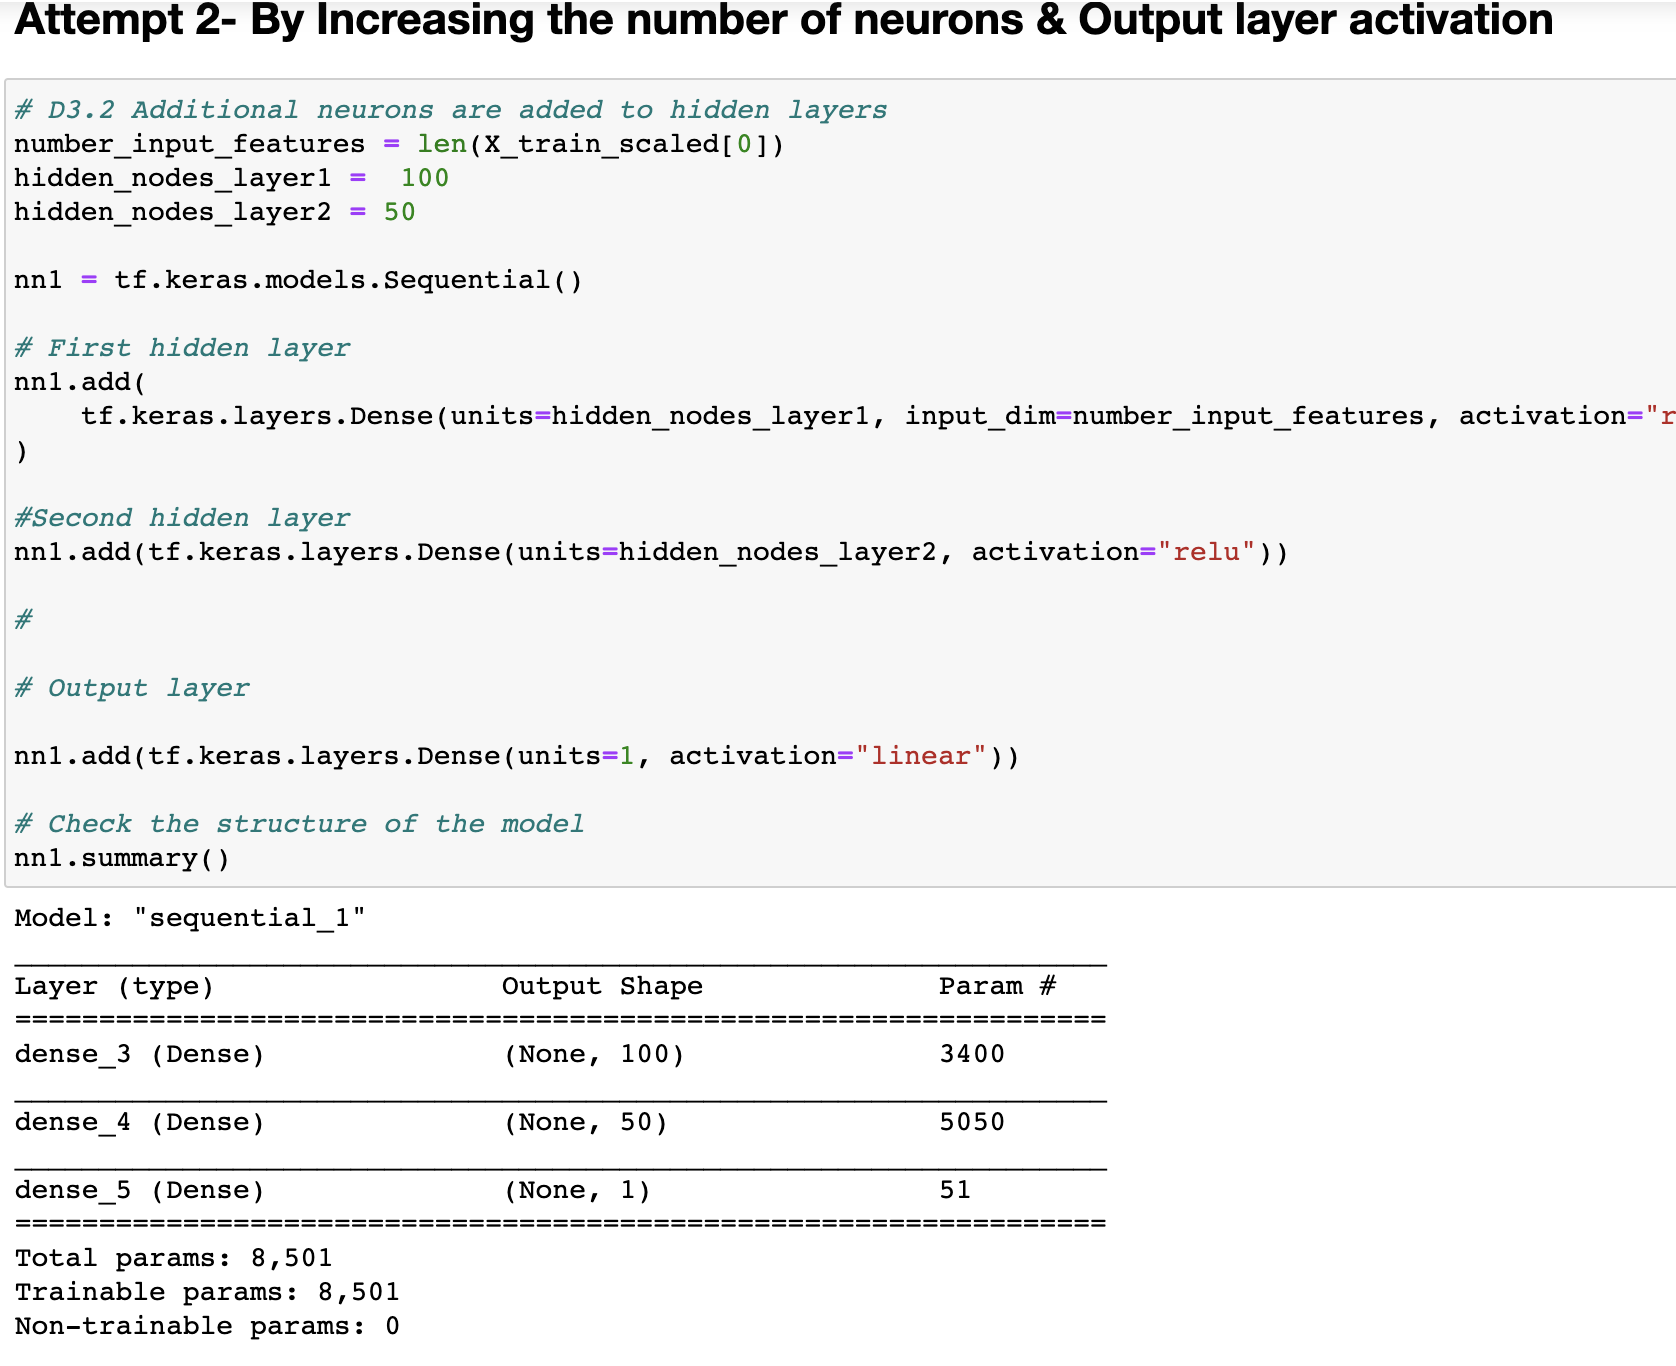 Attempt 2- By Increasing the number of neurons & Output layer activation
# D3.2 Additional neurons are added to hidden layers
number_input_features = len(X_train_scaled[0])
hidden_nodes_layer1 =  100
hidden_nodes_layer2 = 50
nn1 = tf.keras.models.Sequential()
# First hidden layer
nn1.add(
    tf.keras.layers.Dense(units=hidden_nodes_layer1, input_dim=number_input_features, activation="r
)
#Second hidden layer
nn1.add(tf.keras.layers.Dense(units=hidden_nodes_layer2, activation="relu"))
#
# Output layer
nn1.add(tf.keras.layers.Dense(units=1, activation="linear"))
# Check the structure of the model
nn1.summary()
Model: "sequential_1"
_________________________________________________________________
Layer (type)                 Output Shape              Param #
=================================================================
dense_3 (Dense)              (None, 100)               3400
_________________________________________________________________
dense_4 (Dense)              (None, 50)                5050
_________________________________________________________________
dense_5 (Dense)              (None, 1)                 51
=================================================================
Total params: 8,501
Trainable params: 8,501
Non-trainable params: 0